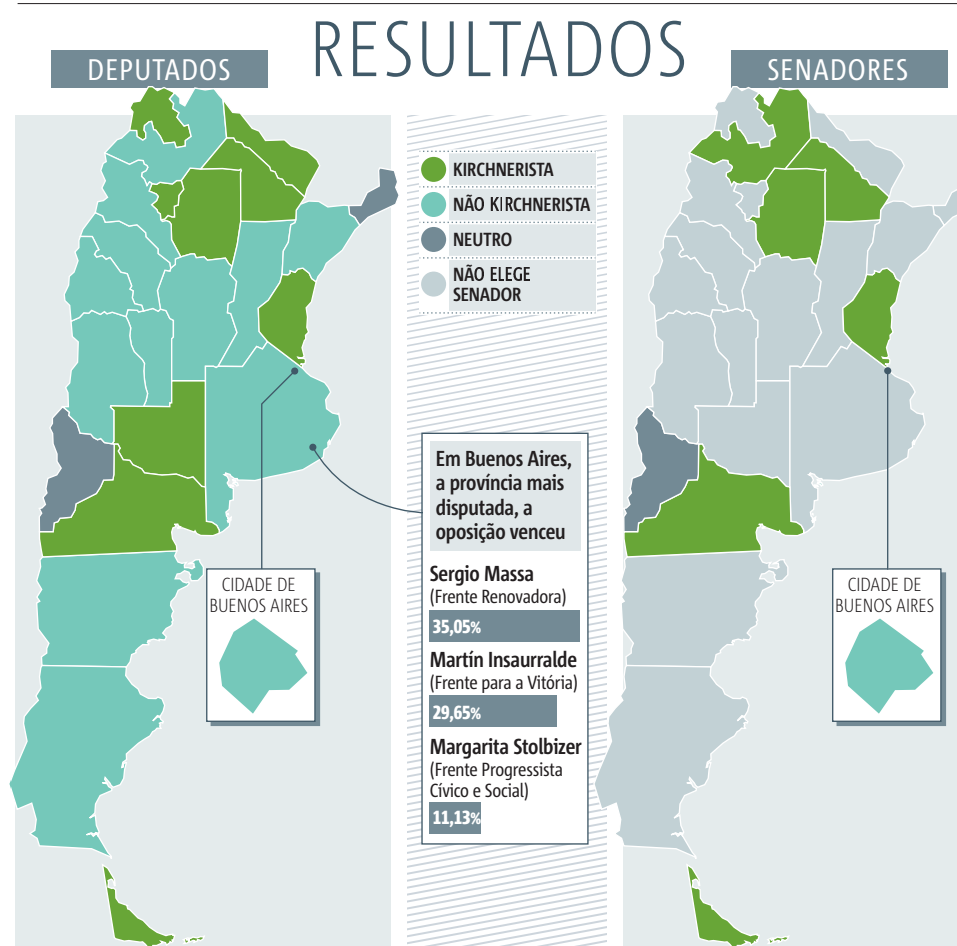 RESULTADOS
DEPUTADOS
SENADORES
KIRCHNERISTA
NÃO KIRCHNERISTA
NEUTRO
NÃO ELEGE
SENADOR
Em Buenos Aires,
a província mais
disputada, a
oposição venceu
Sergio Massa
(Frente Renovadora)
35,05%
Martín Insaurralde
(Frente para a Vitória)
29,65%
Margarita Stolbizer
(Frente Progressista
Cívico e Social)
11,13%
CIDADE DE
BUENOS AIRES
CIDADE DE
BUENOS AIRES